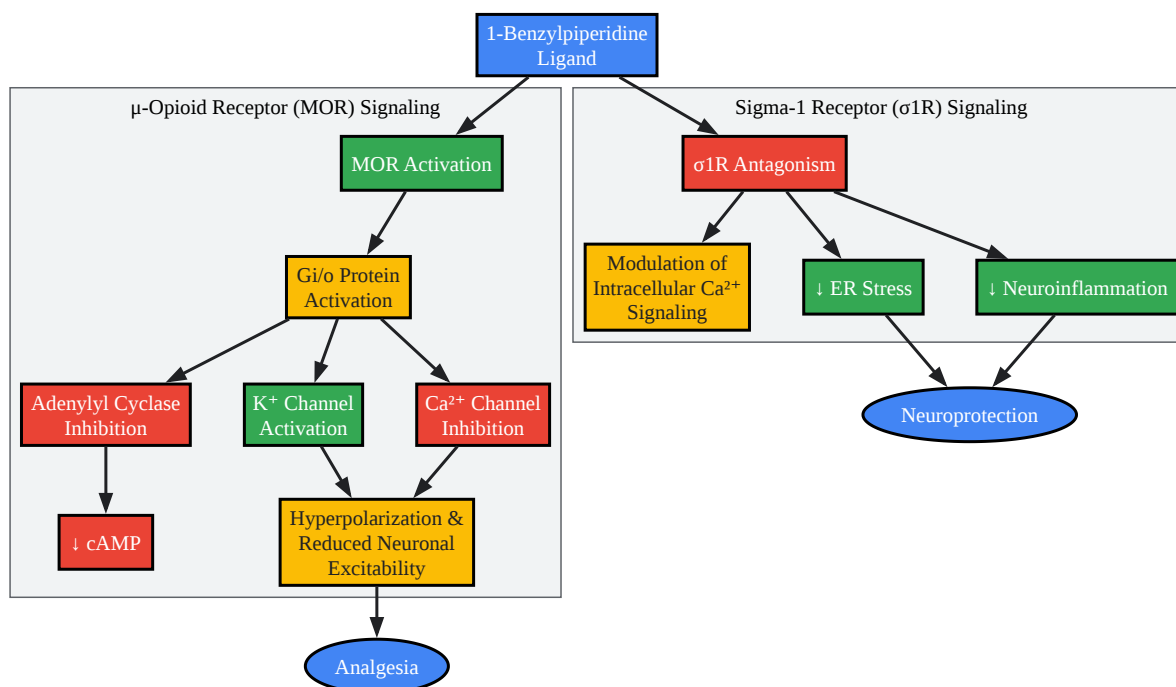 1-Benzylpiperidine
Ligand
μ-Opioid Receptor (MOR) Signaling
MOR Activation
Gi/o Protein
Activation
Adenylyl Cyclase
Inhibition
K⁺ Channel
Activation
Ca²⁺ Channel
Inhibition
↓ cAMP
Hyperpolarization &
Reduced Neuronal
Excitability
Analgesia
Sigma-1 Receptor (σ1R) Signaling
σ1R Antagonism
Modulation of
Intracellular Ca²⁺
Signaling
↓ ER Stress
↓ Neuroinflammation
Neuroprotection